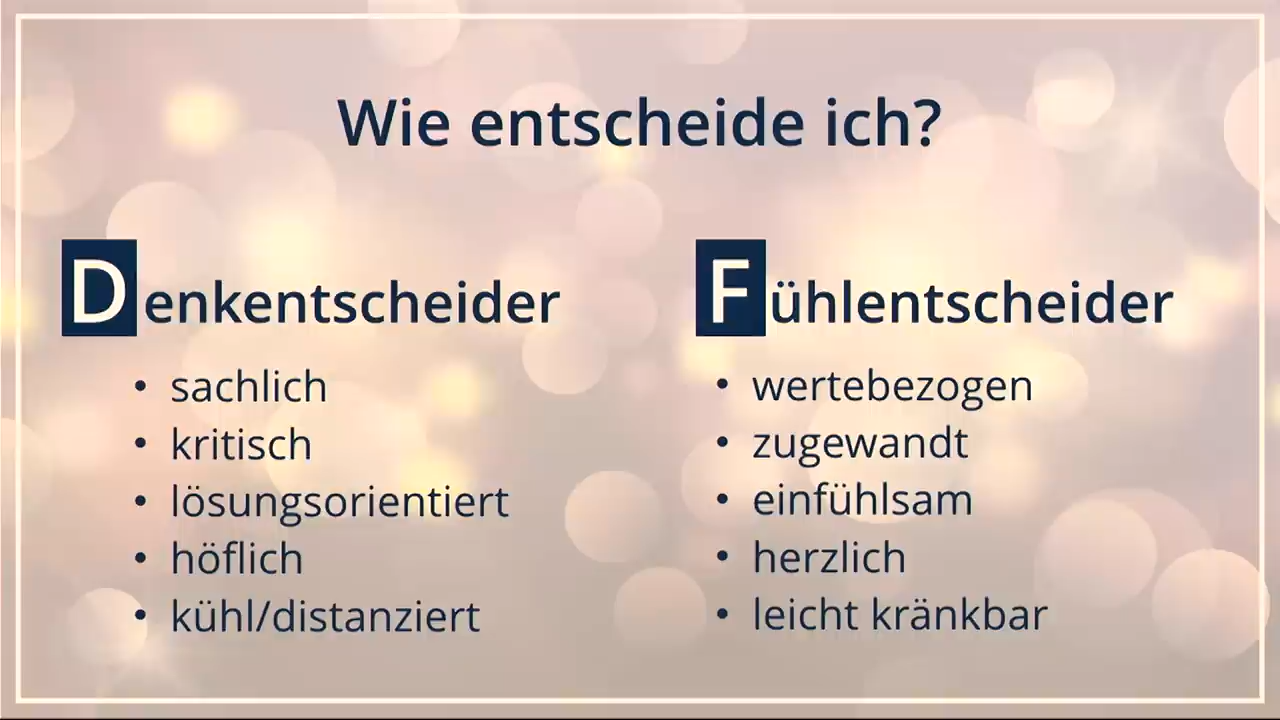 Wie entscheide ich?
Denkentscheider
• sachlich
• kritisch
• lösungsorientiert
• höflich
• kühl/distanziert
Fühlentscheider
• wertebezogen
• zugewandt
• einfühlsam
• herzlich
• leicht kränkbar